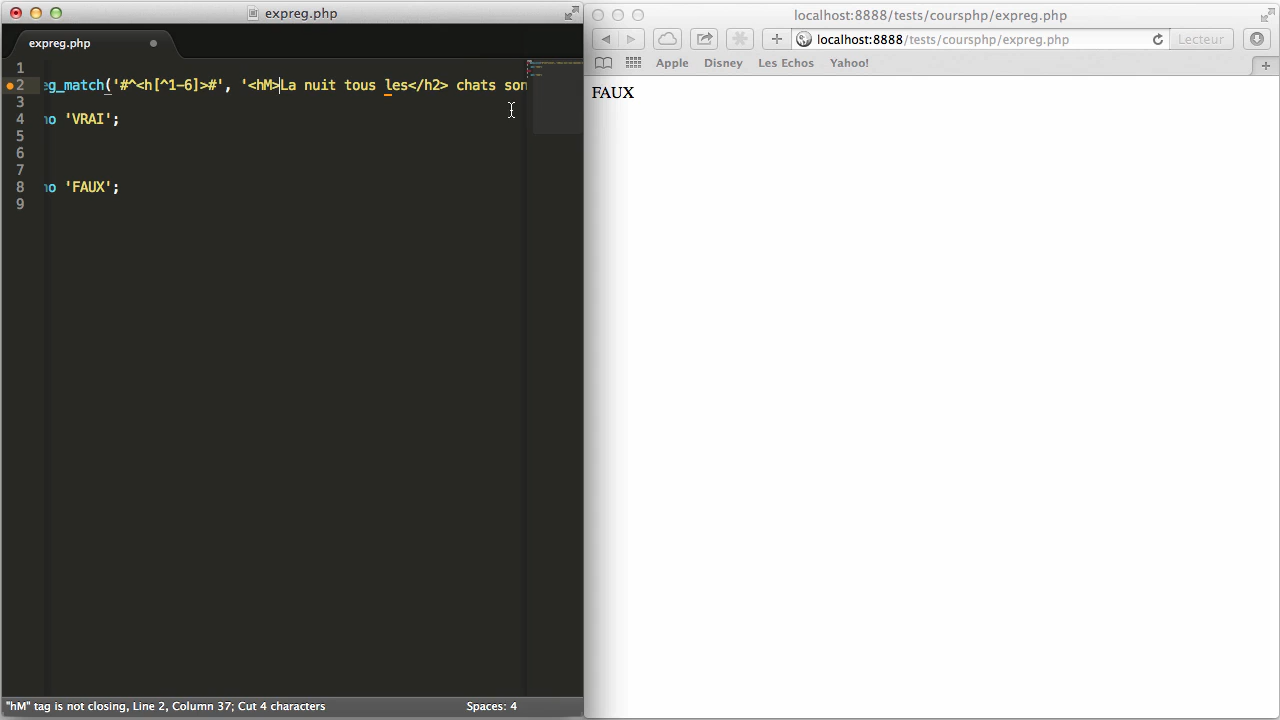 expreg.php
expreg.php
1
2 eg_match('#^<h[^1-6]>#', '<hM>La nuit tous les</h2> chats son
3
4 ho 'VRAI';
5
6
7
8 ho 'FAUX';
9
"hM" tag is not closing, Line 2, Column 37; Cut 4 characters Spaces: 4
localhost:8888/tests/coursphp/expreg.php
localhost:8888/tests/coursphp/expreg.php Lecteur
Apple Disney Les Echos Yahoo!
FAUX